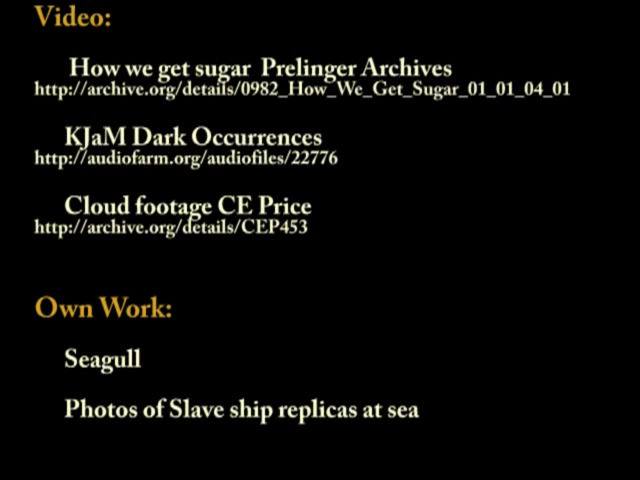 Video:
How we get sugar Prelinger Archives
http://archive.org/details/0982_How_We_Get_Sugar_01_01_04_01
KJaM Dark Occurrences
http://audiofarm.org/audiofiles/22776
Cloud footage CE Price
http://archive.org/details/CEP453
Own Work:
Seagull
Photos of Slave ship replicas at sea